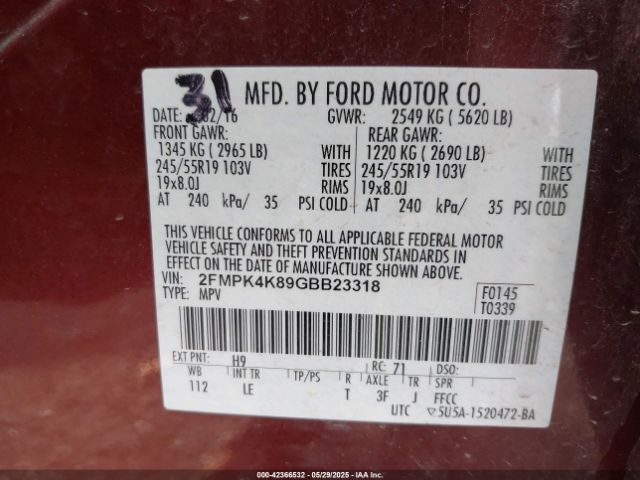 31 MFD. BY FORD MOTOR CO.
DATE: 02/16 GVWR: 2549 KG ( 5620 LB)
FRONT GAWR: REAR GAWR:
1345 KG ( 2965 LB) WITH 1220 KG ( 2690 LB) WITH
245/55R19 103V TIRES 245/55R19 103V TIRES
19x8.0J RIMS 19x8.0J RIMS
AT 240 kPa/ 35 PSI COLD AT 240 kPa/ 35 PSI COLD
THIS VEHICLE CONFORMS TO ALL APPLICABLE FEDERAL MOTOR
VEHICLE SAFETY AND THEFT PREVENTION STANDARDS IN
EFFECT ON THE DATE OF MANUFACTURE SHOWN ABOVE.
VIN: 2FMPK4K89GBB23318 F0145
TYPE: MPV T0339
EXT PNT: H9 RC: 71 DSO:
WB INT TR TP/PS R AXLE TR SPR
112 LE T 3F J FFCC
UTC 5U5A-1520472-BA
000-42366532 05/29/2025 IAAI.COM